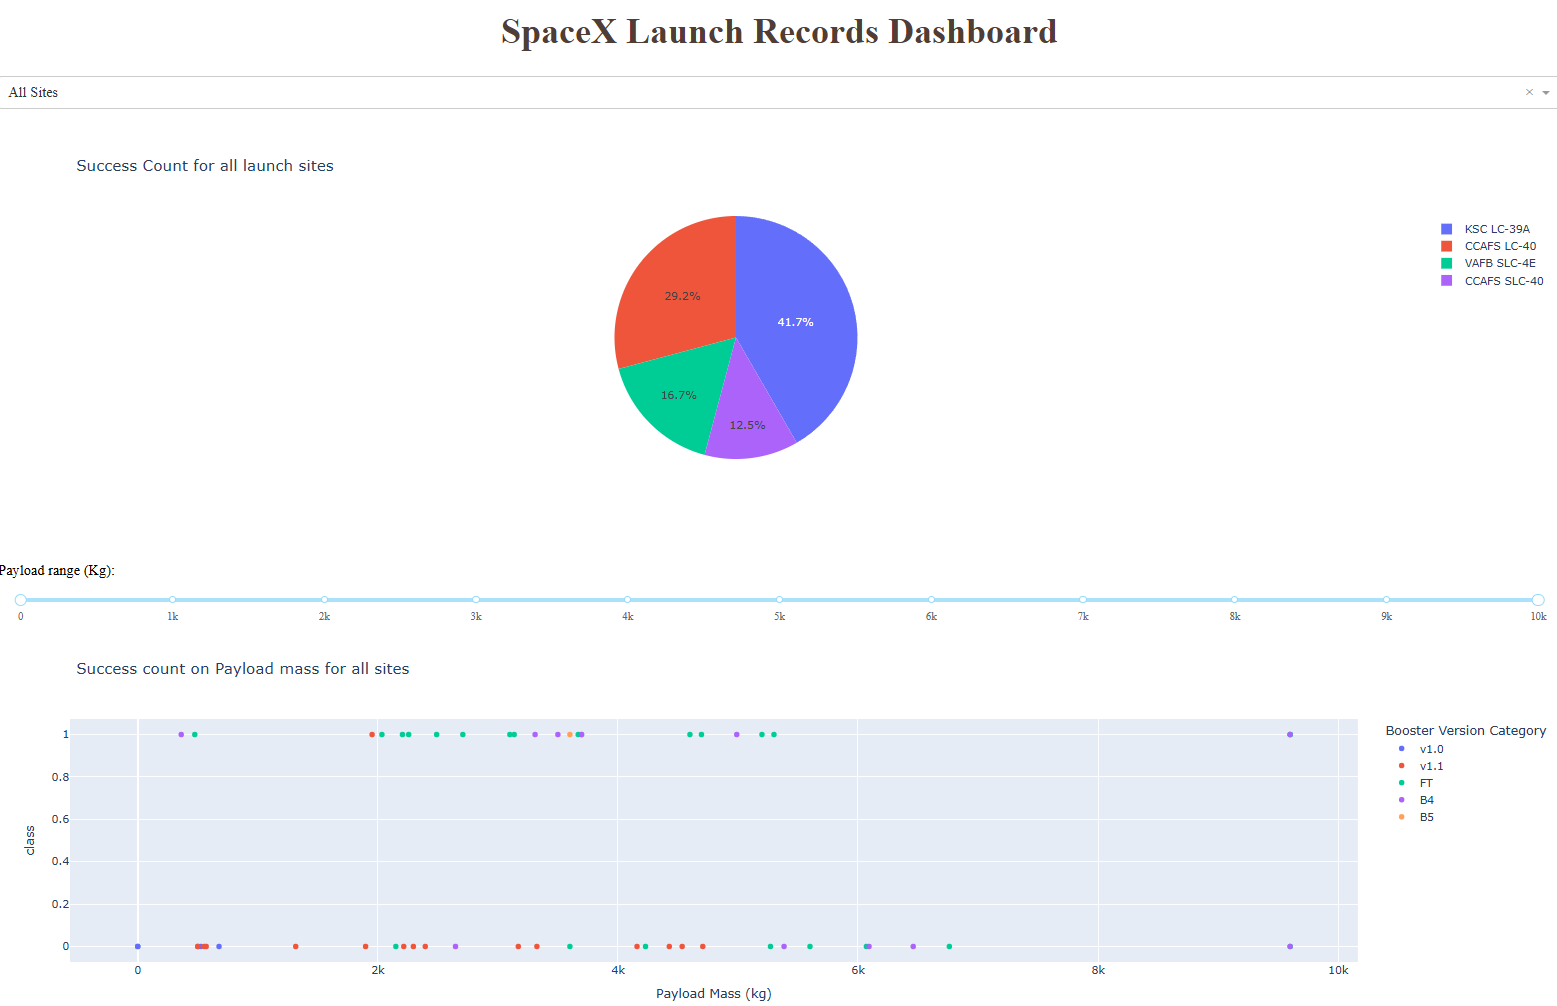 SpaceX Launch Records Dashboard
All Sites
Success Count for all launch sites
KSC LC-39A
CCAFS LC-40
VAFB SLC-4E
CCAFS SLC-40
29.2%
41.7%
16.7%
12.5%
Payload range (Kg):
0 1k 2k 3k 4k 5k 6k 7k 8k 9k 10k
Success count on Payload mass for all sites
Booster Version Category
v1.0
v1.1
FT
B4
B5
class
1
0.8
0.6
0.4
0.2
0
0 2k 4k 6k 8k 10k
Payload Mass (kg)